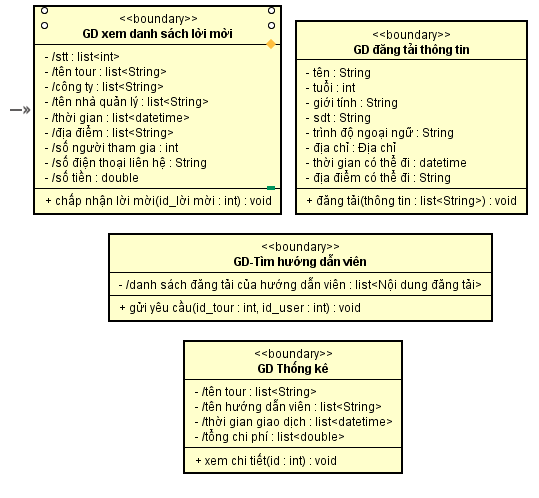 <<boundary>>
GD xem danh sách lời mời
- /stt : list<int>
- /tên tour : list<String>
- /công ty : list<String>
- /tên nhà quản lý : list<String>
- /thời gian : list<datetime>
- /địa điểm : list<String>
- /số người tham gia : int
- /số điện thoại liên hệ : String
- /số tiền : double
+ chấp nhận lời mời(id_lời mời : int) : void
<<boundary>>
GD đăng tải thông tin
- tên : String
- tuổi : int
- giới tính : String
- sdt : String
- trình độ ngoại ngữ : String
- địa chỉ : Địa chỉ
- thời gian có thể đi : datetime
- địa điểm có thể đi : String
+ đăng tải(thông tin : list<String>) : void
<<boundary>>
GD-Tìm hướng dẫn viên
- /danh sách đăng tải của hướng dẫn viên : list<Nội dung đăng tải>
+ gửi yêu cầu(id_tour : int, id_user : int) : void
<<boundary>>
GD Thống kê
- /tên tour : list<String>
- /tên hướng dẫn viên : list<String>
- /thời gian giao dịch : list<datetime>
- /tổng chi phí : list<double>
+ xem chi tiết(id : int) : void